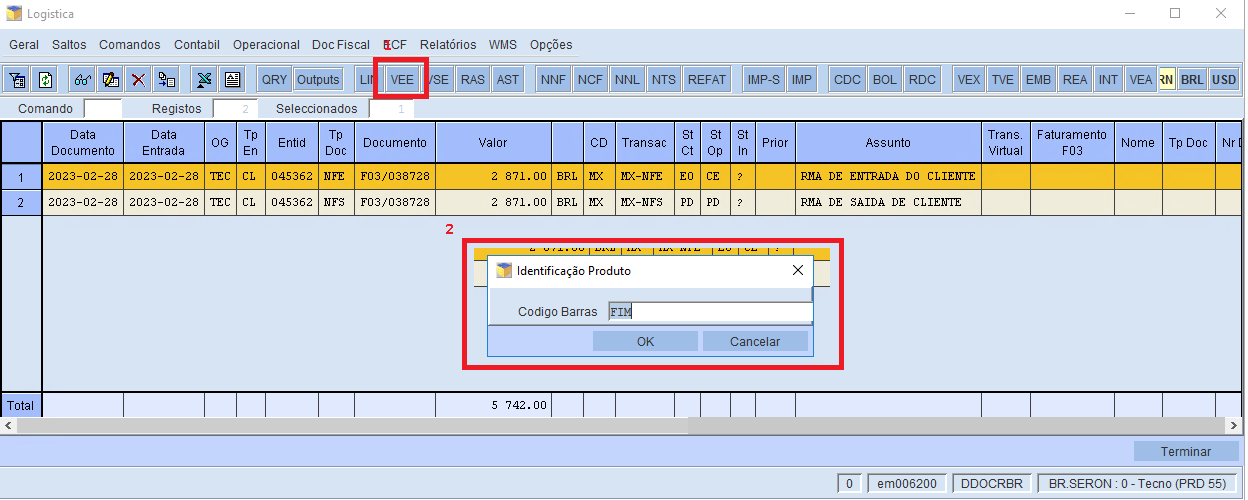 Logistica
Geral Saltos Comandos Contabil Operacional Doc Fiscal ECF Relatórios WMS Opções
1
QRY Outputs LIN VEE VSE RAS AST NNF NCF NNL NTS REFAT IMP-S IMP CDC BOL RDC VEX TVE EMB REA INT VEA RN BRL USD
Comando Registos 2 Seleccionados 1
Data Documento Data Entrada OG Tp En Entid Tp Doc Documento Valor CD Transac St Ct St Op St In Prior Assunto Trans. Virtual Faturamento F03 Nome Tp Doc Nr
1 2023-02-28 2023-02-28 TEC CL 045362 NFE F03/038728 2 871.00 BRL MX MX-NFE E0 CE ? RMA DE ENTRADA DO CLIENTE
2 2023-02-28 2023-02-28 TEC CL 045362 NFS F03/038728 2 871.00 BRL MX MX-NFS PD PD ? RMA DE SAIDA DE CLIENTE
2
Identificação Produto
Codigo Barras FIM
OK Cancelar
Total 5 742.00
Terminar
0 em006200 DDOCRBR BR.SERON : 0 - Tecno (PRD 55)